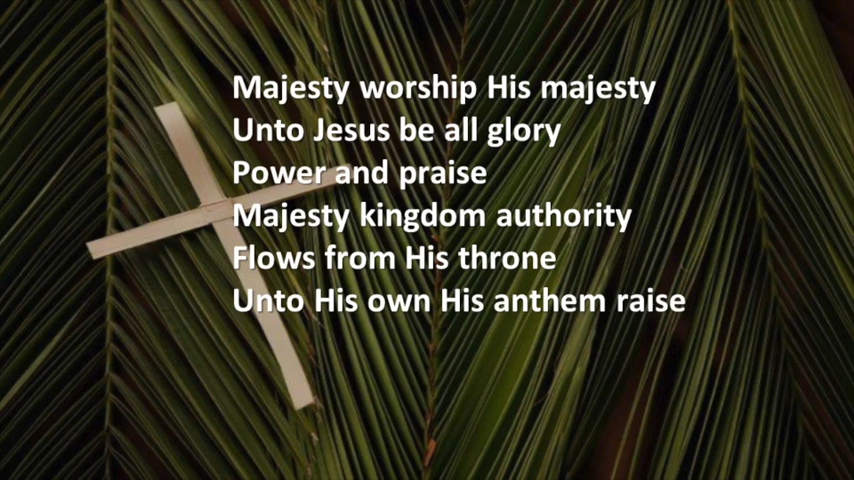 Majesty worship His majesty
Unto Jesus be all glory
Power and praise
Majesty kingdom authority
Flows from His throne
Unto His own His anthem raise